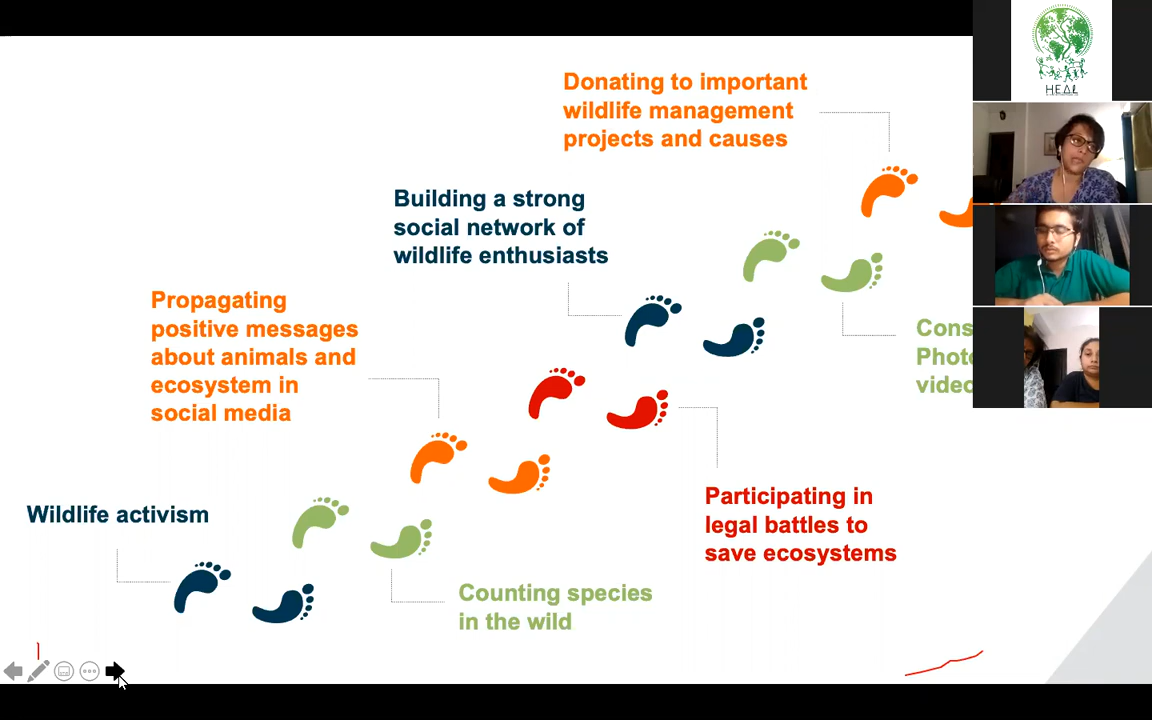 Donating to important
wildlife management
projects and causes
Building a strong
social network of
wildlife enthusiasts
Propagating
positive messages
about animals and
ecosystem in
social media
Participating in
legal battles to
save ecosystems
Wildlife activism
Counting species
in the wild
HEAL